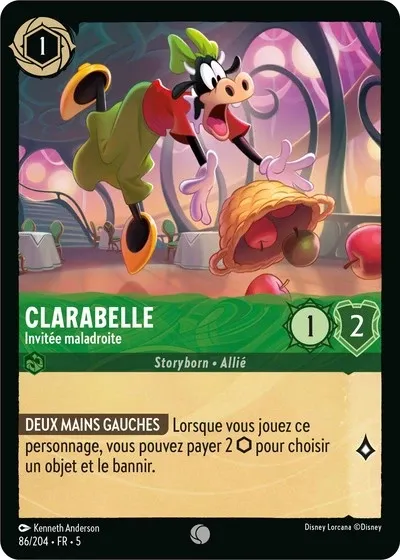 1
CLARABELLE
Invitée maladroite
1
2
Storyborn • Allié
DEUX MAINS GAUCHES Lorsque vous jouez ce
personnage, vous pouvez payer 2 ⬡ pour choisir
un objet et le bannir.
Kenneth Anderson
86/204 • FR • 5
Disney Lorcana ©Disney